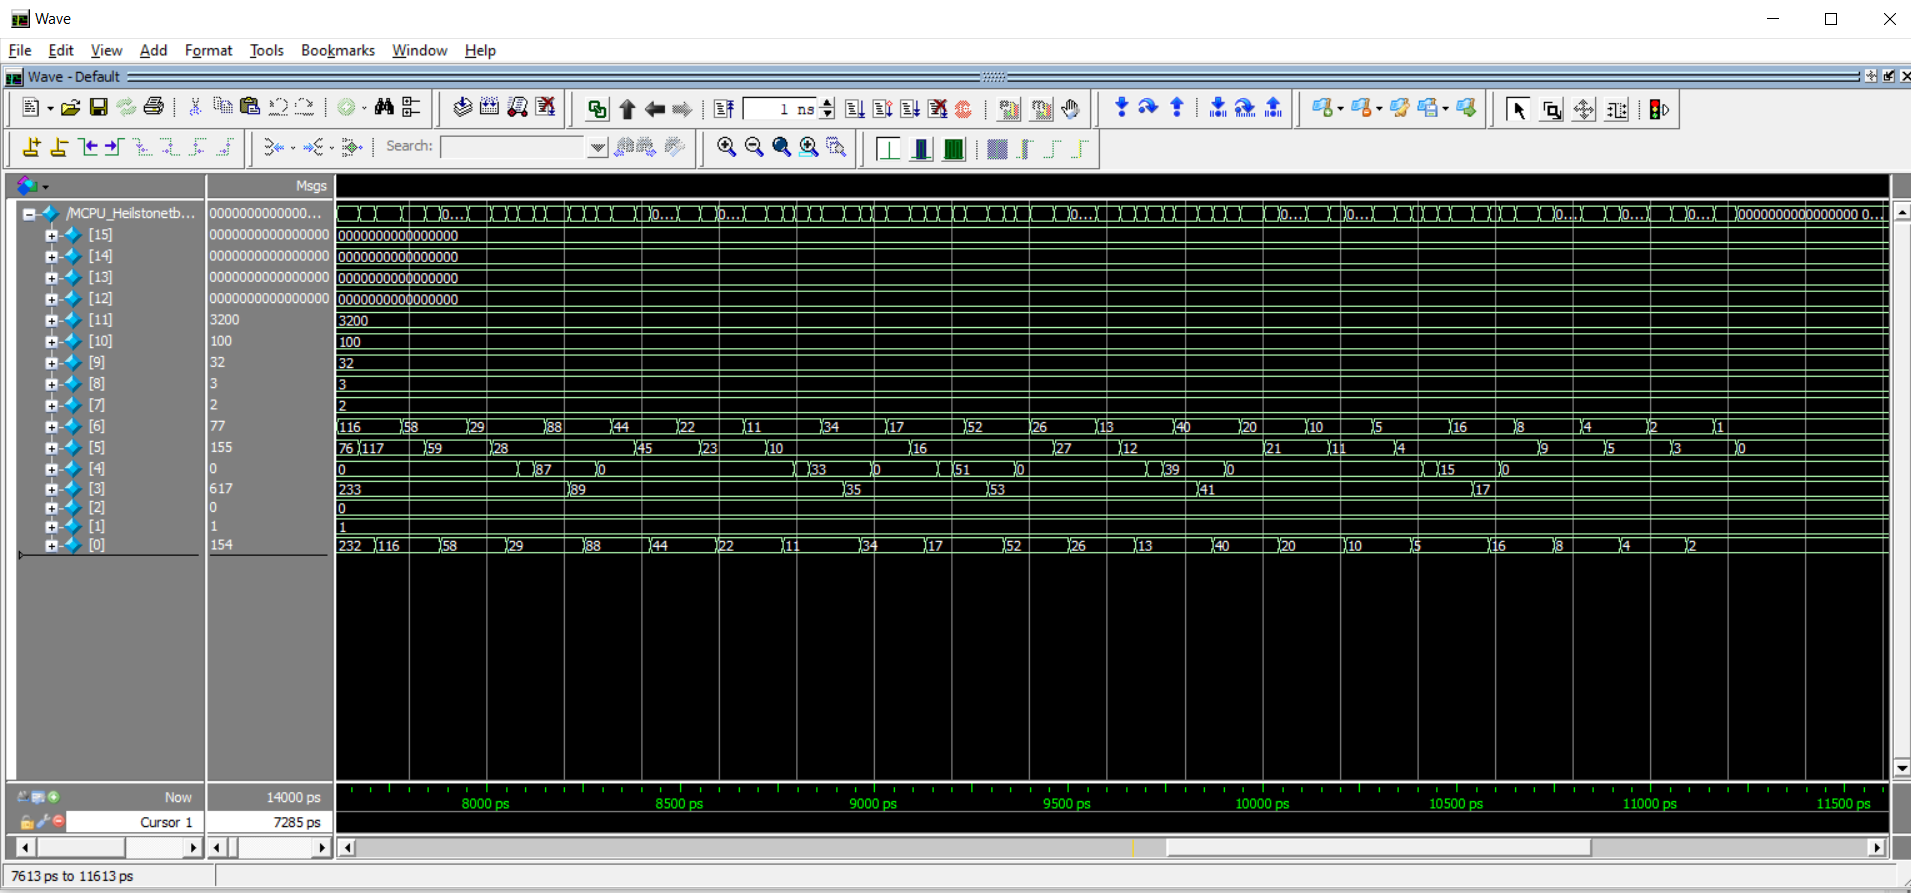 Wave
File Edit View Add Format Tools Bookmarks Window Help
Wave - Default
1 ns
Search:
Msgs
/MCPU_Heilstonetb... 0000000000000... 0... 0... 0... 0... 0... 0... 0... 0... 0... 0000000000000000 0...
[15] 0000000000000000 0000000000000000
[14] 0000000000000000 0000000000000000
[13] 0000000000000000 0000000000000000
[12] 0000000000000000 0000000000000000
[11] 3200 3200
[10] 100 100
[9] 32 32
[8] 3 3
[7] 2 2
[6] 77 116 58 29 88 44 22 11 34 17 52 26 13 40 20 10 5 16 8 4 2 1
[5] 155 76 117 59 28 45 23 10 16 27 12 21 11 4 9 5 3 0
[4] 0 0 87 0 33 0 51 0 39 0 15 0
[3] 617 233 89 35 53 41 17
[2] 0 0
[1] 1 1
[0] 154 232 116 58 29 88 44 22 11 34 17 52 26 13 40 20 10 5 16 8 4 2
Now 14000 ps
8000 ps 8500 ps 9000 ps 9500 ps 10000 ps 10500 ps 11000 ps 11500 ps
Cursor 1 7285 ps
7613 ps to 11613 ps